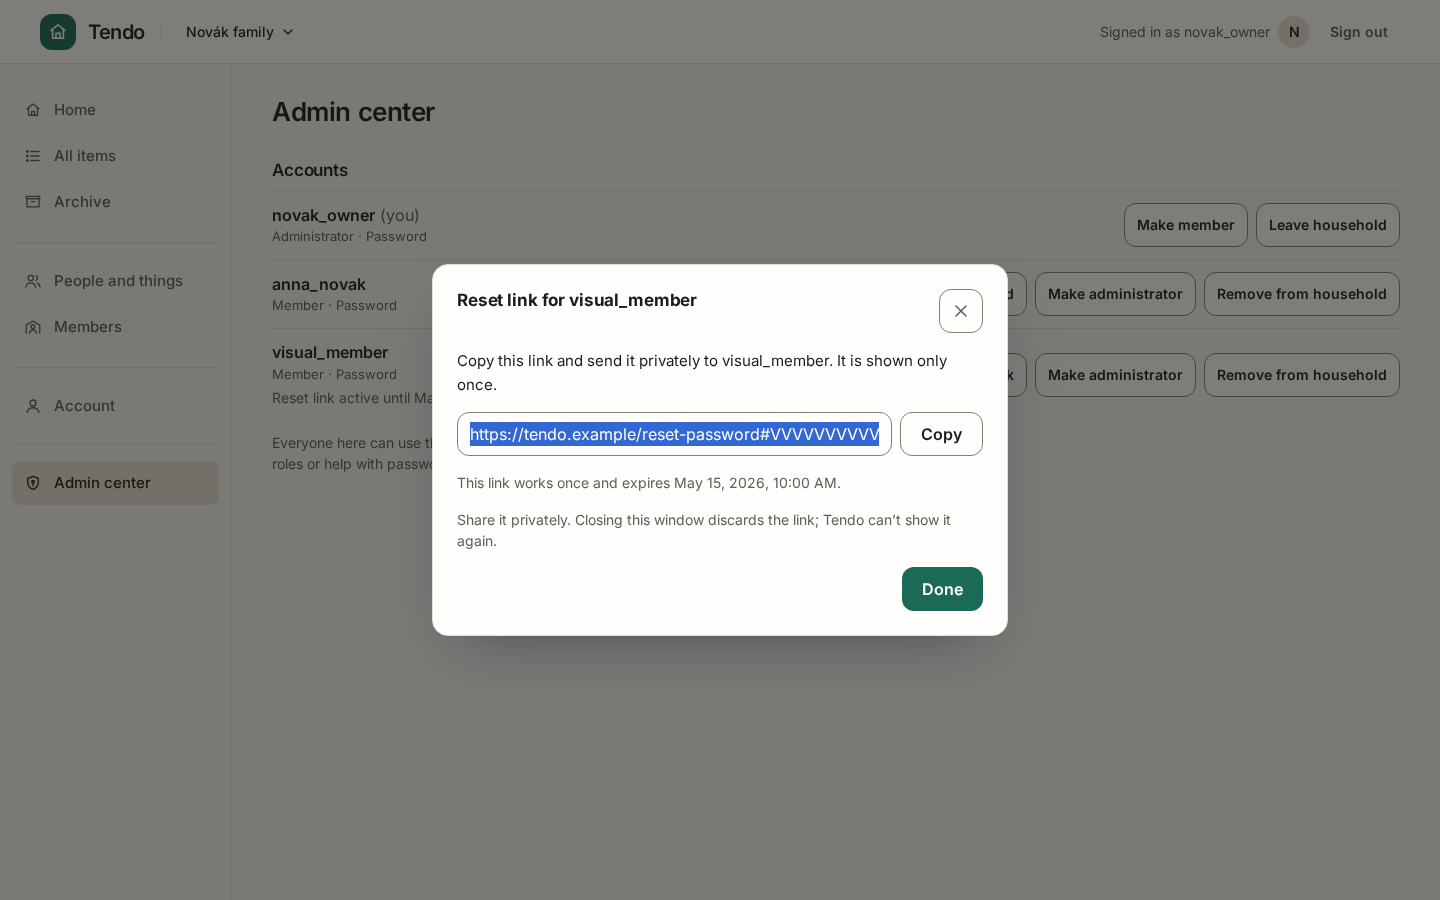 Tendo
Novák family
Signed in as novak_owner
N
Sign out
Home
All items
Archive
People and things
Members
Account
Admin center
Admin center
Accounts
novak_owner (you)
Administrator · Password
Make member
Leave household
anna_novak
Member · Password
Make administrator
Remove from household
visual_member
Member · Password
Reset link active until
Make administrator
Remove from household
Everyone here can use
roles or help with
Reset link for visual_member
Copy this link and send it privately to visual_member. It is shown only
once.
https://tendo.example/reset-password#VVVVVVVVVV
Copy
This link works once and expires May 15, 2026, 10:00 AM.
Share it privately. Closing this window discards the link; Tendo can’t show it
again.
Done